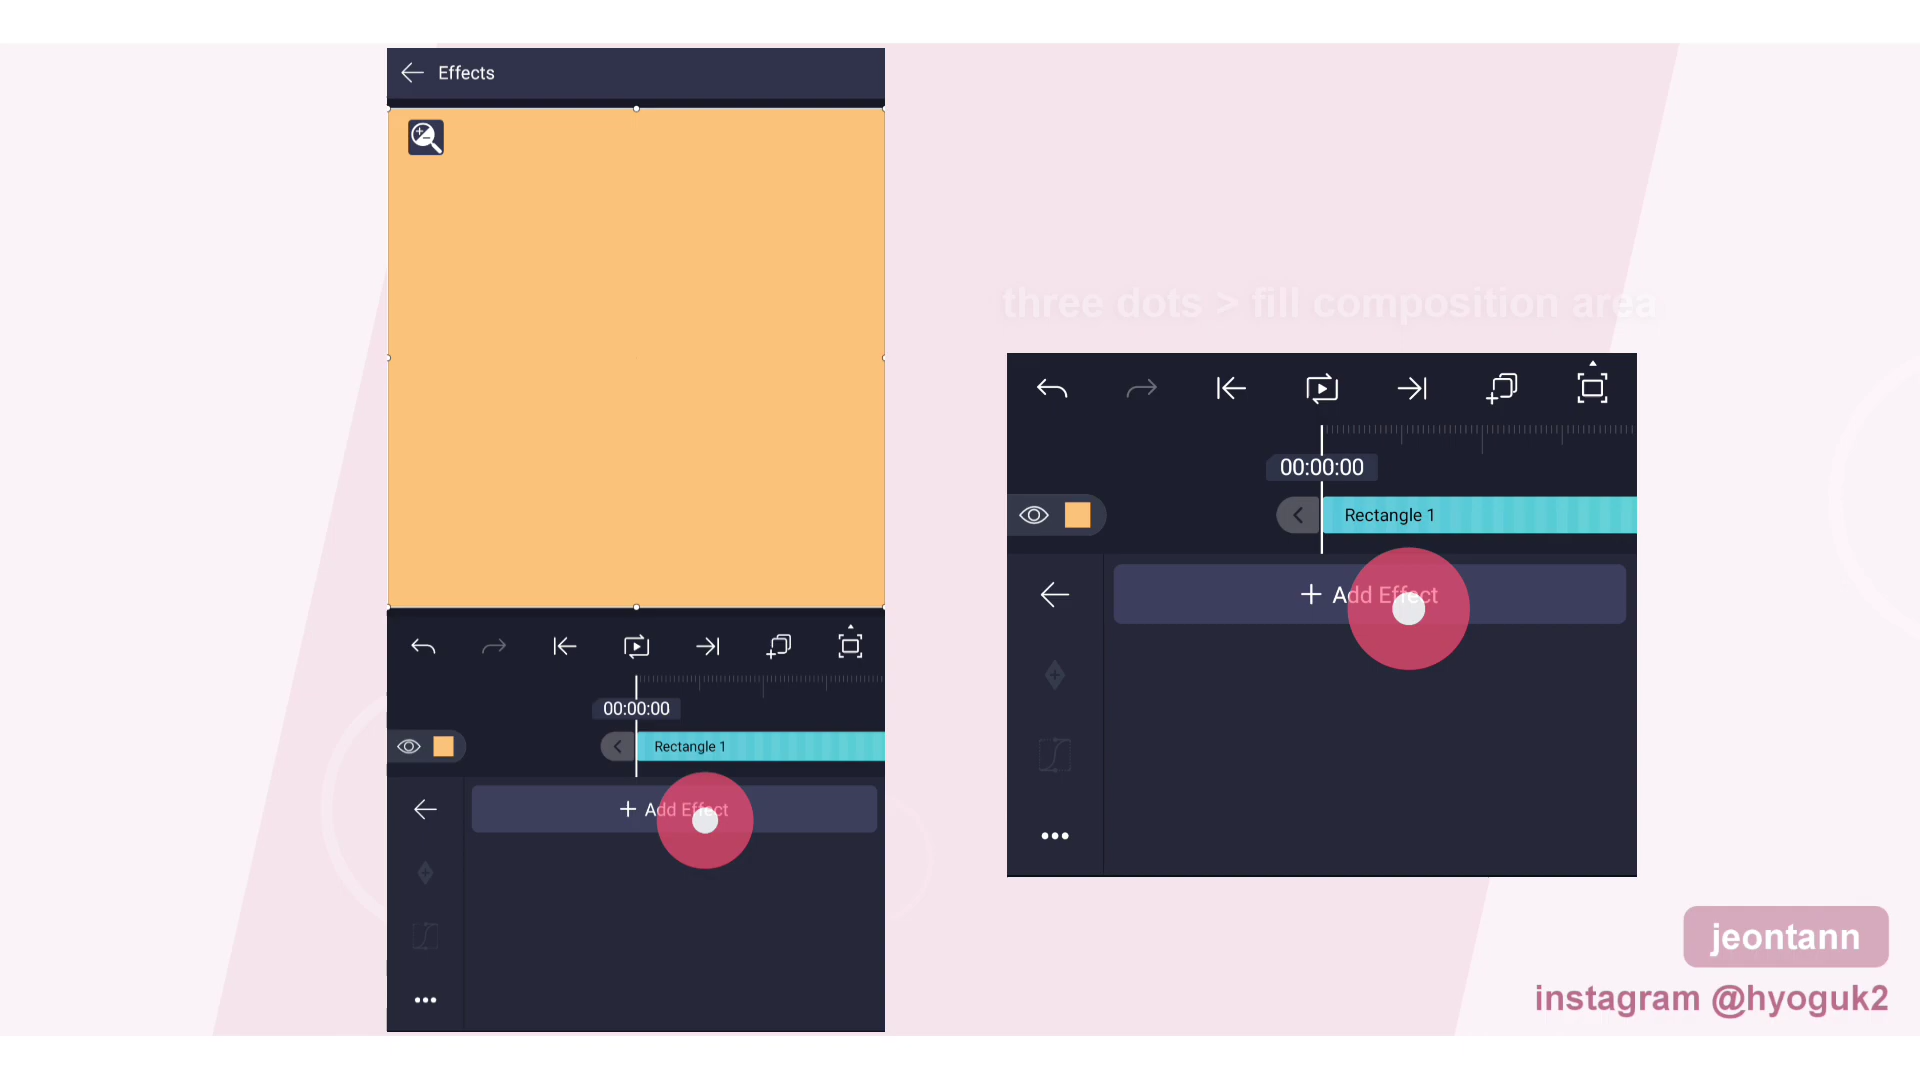 Effects
00:00:00
Rectangle 1
+ Add Effect
three dots > fill composition area
00:00:00
Rectangle 1
+ Add Effect
jeontann
instagram @hyoguk2